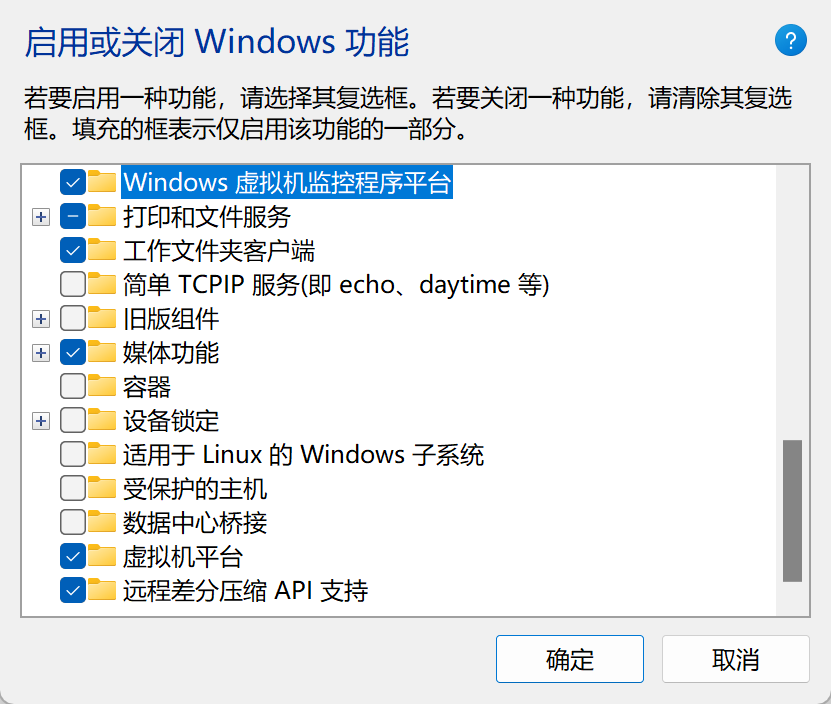 启用或关闭 Windows 功能
?
若要启用一种功能，请选择其复选框。若要关闭一种功能，请清除其复选
框。填充的框表示仅启用该功能的一部分。
Windows 虚拟机监控程序平台
打印和文件服务
工作文件夹客户端
简单 TCPIP 服务(即 echo、daytime 等)
旧版组件
媒体功能
容器
设备锁定
适用于 Linux 的 Windows 子系统
受保护的主机
数据中心桥接
虚拟机平台
远程差分压缩 API 支持
确定
取消